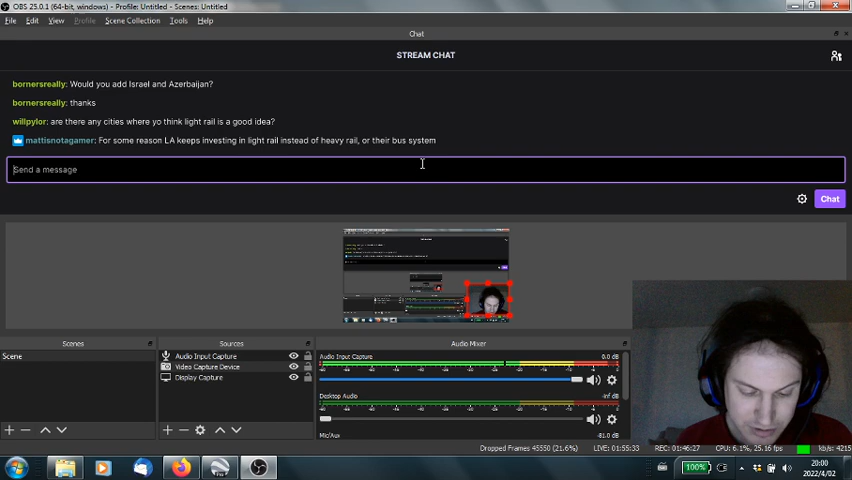 OBS 25.0.1 (64-bit, windows) - Profile: Untitled - Scenes: Untitled
File Edit View Profile Scene Collection Tools Help
Chat
STREAM CHAT
bornersreally: Would you add Israel and Azerbaijan?
bornersreally: thanks
willpylor: are there any cities where yo think light rail is a good idea?
mattisnotagamer: For some reason LA keeps investing in light rail instead of heavy rail, or their bus system
Send a message
Chat
Scenes Sources Audio Mixer
Scene
Audio Input Capture
Video Capture Device
Display Capture
Audio Input Capture 0.0 dB
Desktop Audio -inf dB
Mic/Aux -81.0 dB
Dropped Frames 45550 (21.6%) LIVE: 01:55:33 REC: 01:46:27 CPU: 6.1%, 25.16 fps kb/s: 4215
100% 20:00
2022/4/02